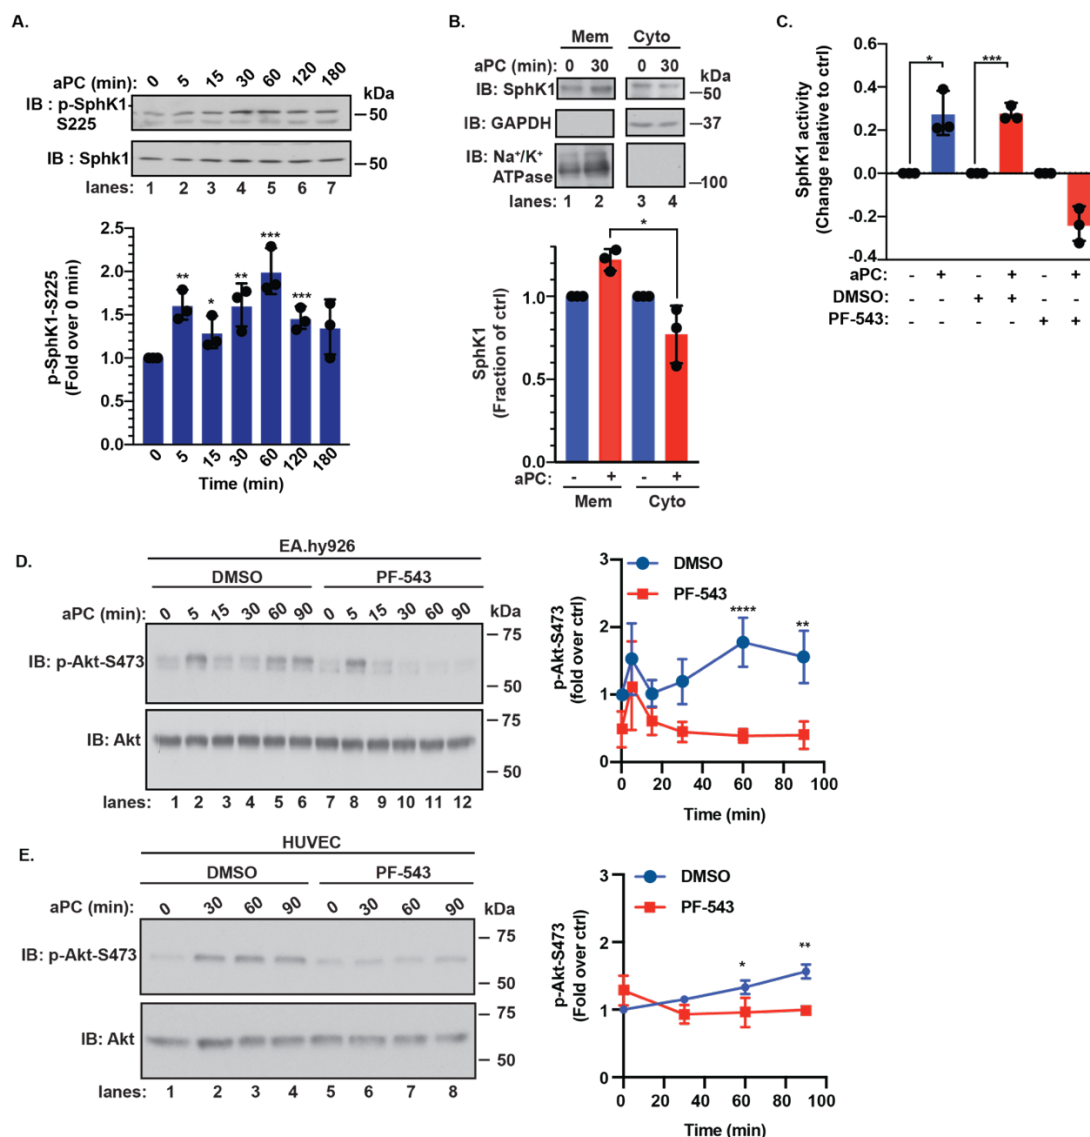 A.
aPC (min): 0 5 15 30 60 120 180
kDa
IB : p-SphK1
S225
50
IB : Sphk1
50
lanes: 1 2 3 4 5 6 7
p-SphK1-S225
(Fold over 0 min)
2.5
2.0
1.5
1.0
0.5
0.0
** * ** *** ***
0 5 15 30 60 120 180
Time (min)
B.
Mem Cyto
aPC (min): 0 30 0 30
kDa
IB: SphK1
50
IB: GAPDH
37
IB: Na+/K+
ATPase
100
lanes: 1 2 3 4
SphK1
(Fraction of ctrl)
1.0
0.5
0.0
*
aPC: - + - +
Mem Cyto
C.
SphK1 activity
(Change relative to ctrl)
0.6
0.4
0.2
0.0
-0.2
-0.4
* ***
aPC: - + - + - +
DMSO: - - + + - -
PF-543: - - - - + +
D.
EA.hy926
DMSO PF-543
aPC (min): 0 5 15 30 60 90 0 5 15 30 60 90 kDa
75
IB: p-Akt-S473
50
75
IB: Akt
50
lanes: 1 2 3 4 5 6 7 8 9 10 11 12
p-Akt-S473
(fold over ctrl)
3
2
1
0
DMSO
PF-543
**** **
0 20 40 60 80 100
Time (min)
E.
HUVEC
DMSO PF-543
aPC (min): 0 30 60 90 0 30 60 90 kDa
75
IB: p-Akt-S473
50
75
IB: Akt
50
lanes: 1 2 3 4 5 6 7 8
p-Akt-S473
(Fold over ctrl)
3
2
1
0
DMSO
PF-543
* **
0 20 40 60 80 100
Time (min)